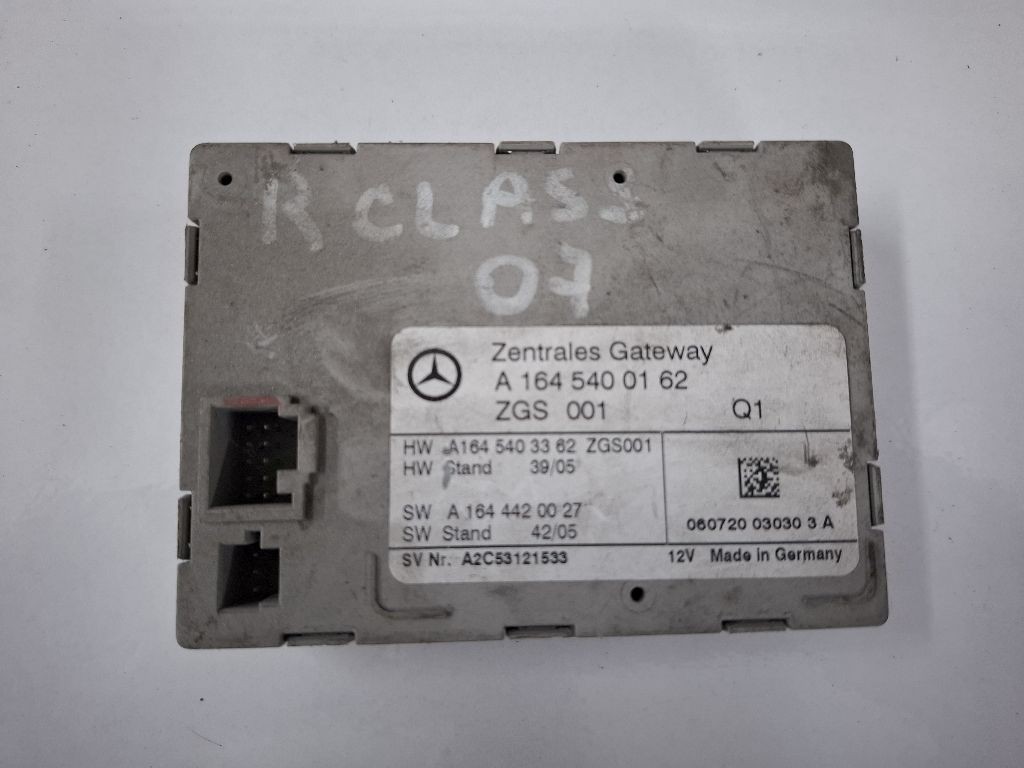 R CLASS
07
Zentrales Gateway
A 164 540 01 62
ZGS 001 Q1
HW A164 540 33 62 ZGS001
HW Stand 39/05
SW A 164 442 00 27
SW Stand 42/05
060720 03030 3 A
SV Nr. A2C53121533 12V Made in Germany